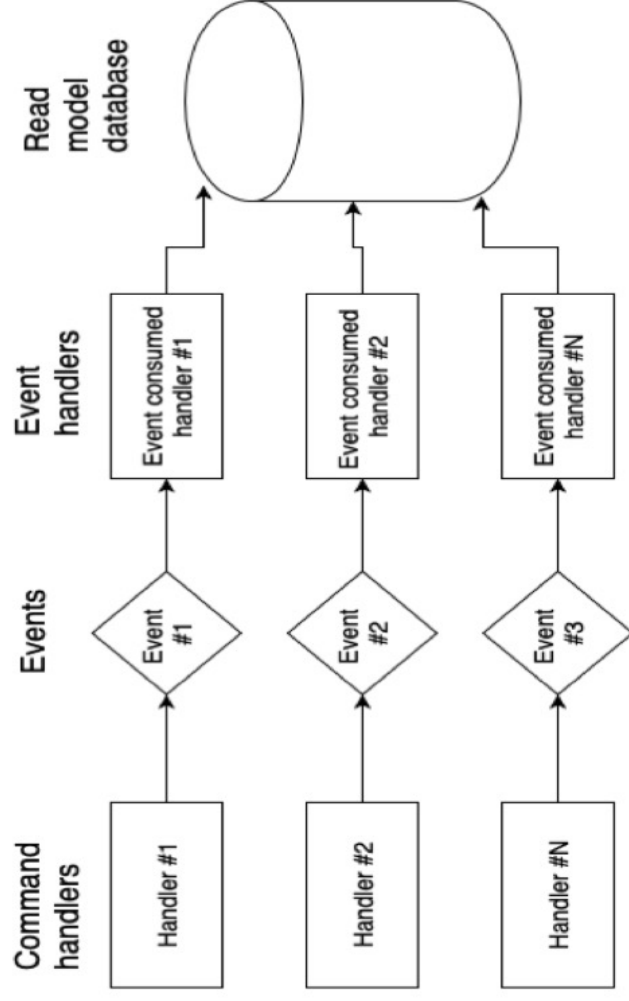 Command
handlers
Events
Event
handlers
Read
model
database
Handler #1
Event
#1
Event consumed
handler #1
Handler #2
Event
#2
Event consumed
handler #2
Handler #N
Event
#3
Event consumed
handler #N